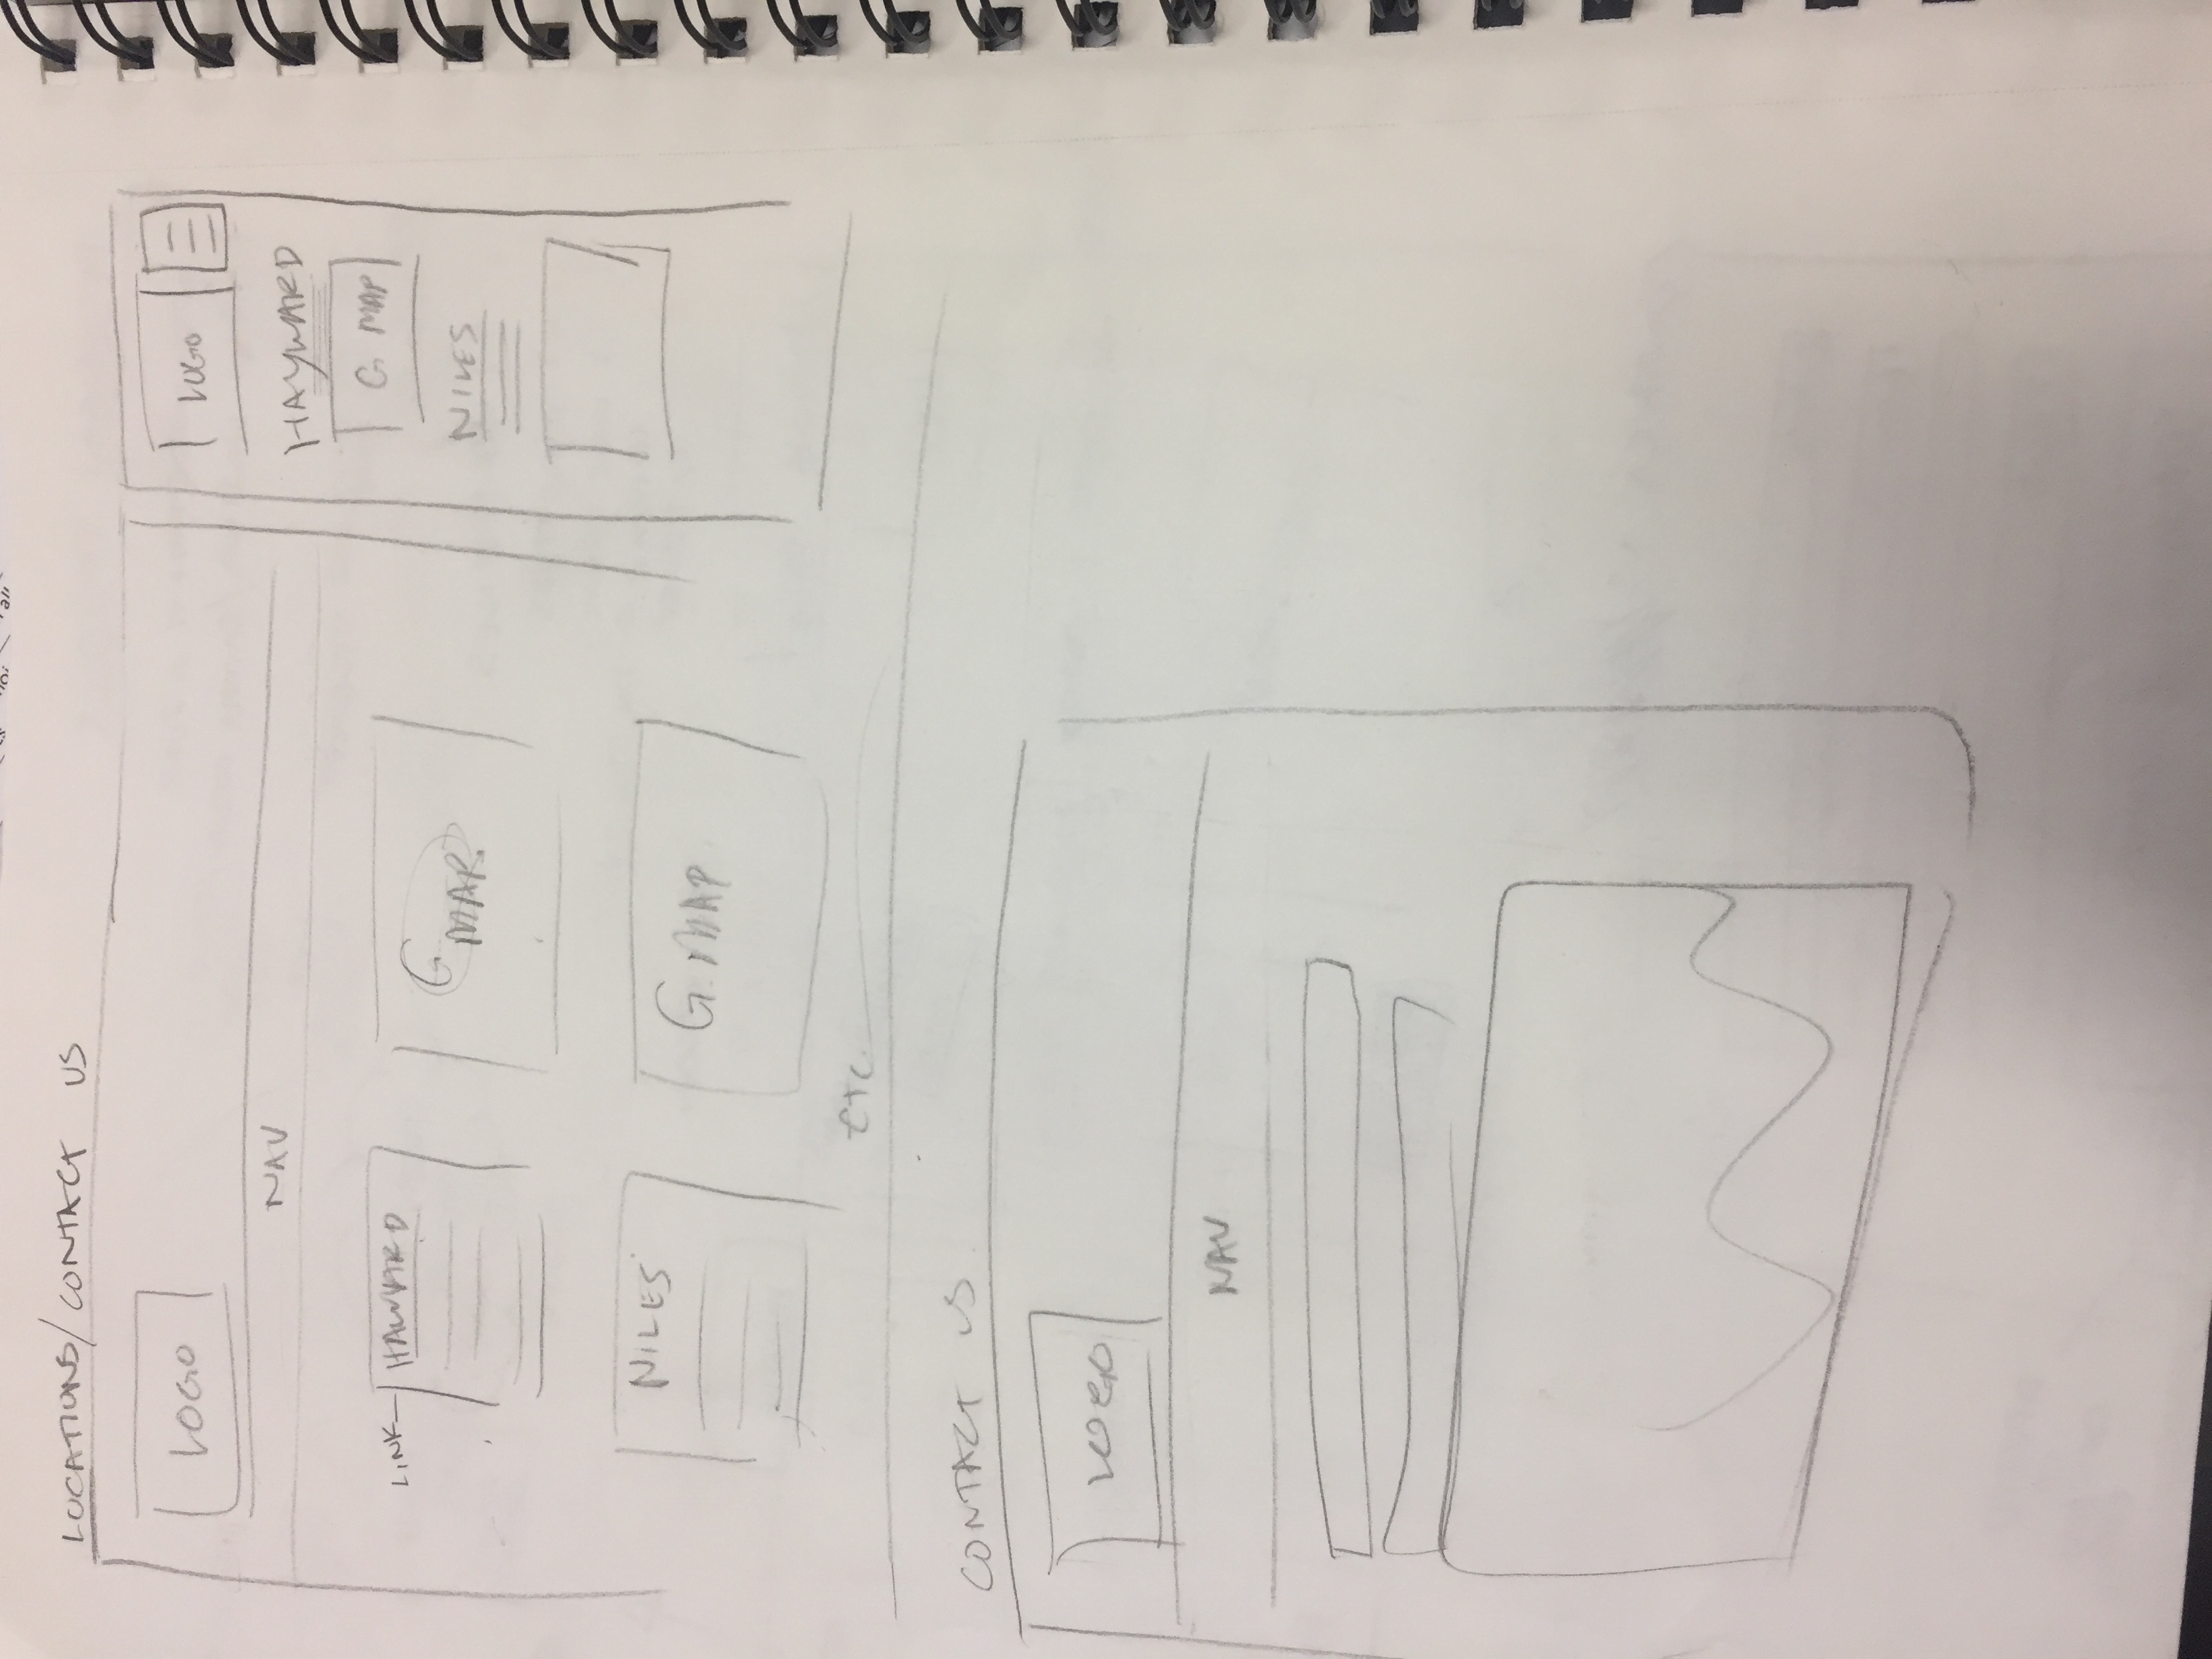 LOCATIONS/CONTACT US
LOGO
NAV
LINK— HAYWARD
G MAP
NILES
G MAP
ETC.
LOGO
HAYWARD
G MAP
NILES
CONTACT US
LOGO
NAV